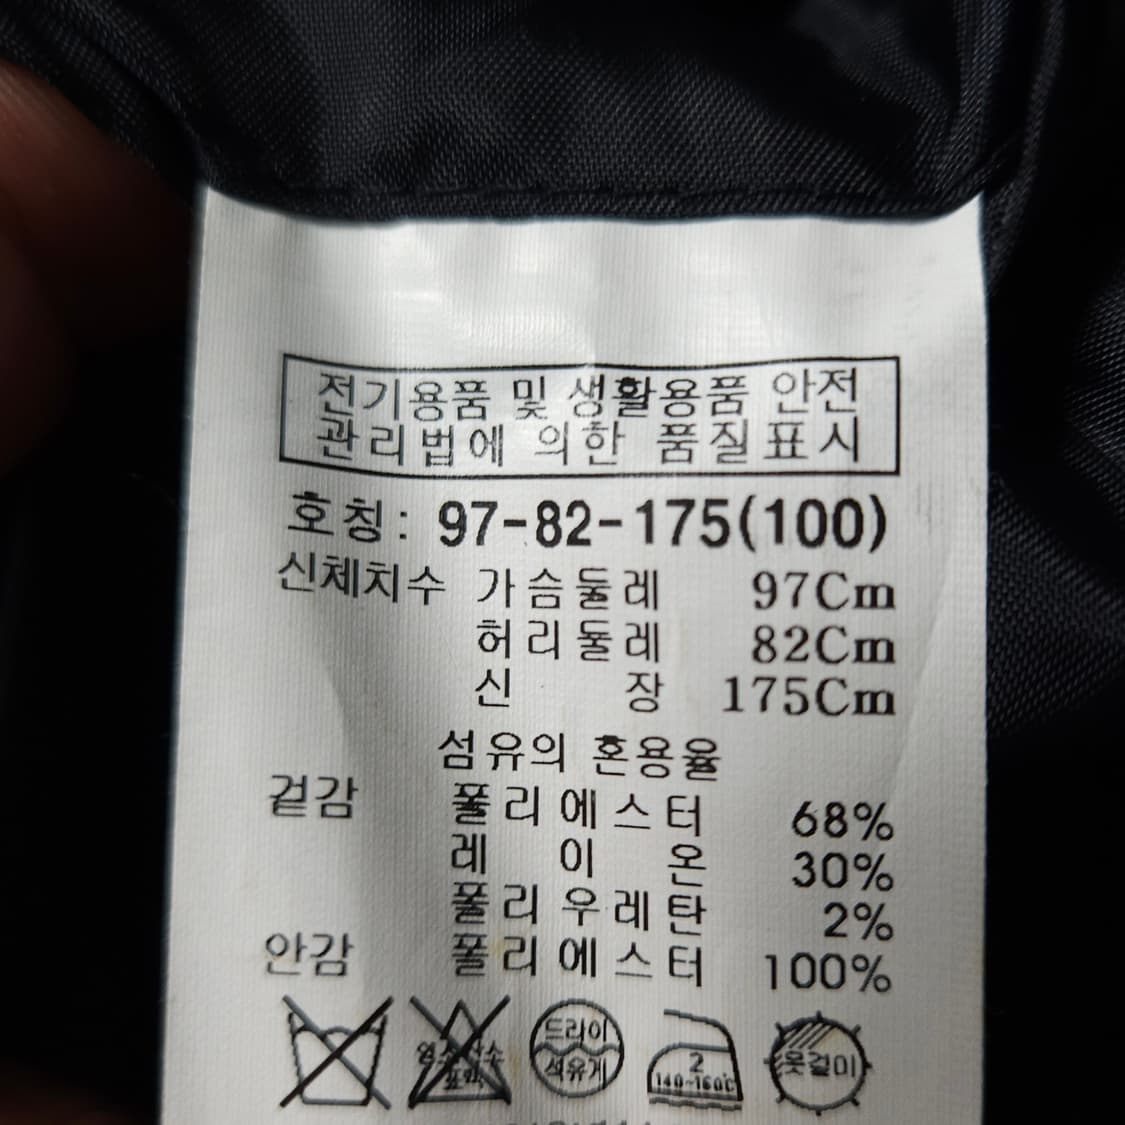 전기용품 및 생활용품 안전
관리법에 의한 품질표시
호칭: 97-82-175(100)
신체치수 가슴둘레 97Cm
허리둘레 82Cm
신 장 175Cm
섬유의 혼용율
겉감 폴리에스터 68%
레 이 온 30%
폴리우레탄 2%
안감 폴리에스터 100%
드라이
석유계
2
140~160℃
옷걸이